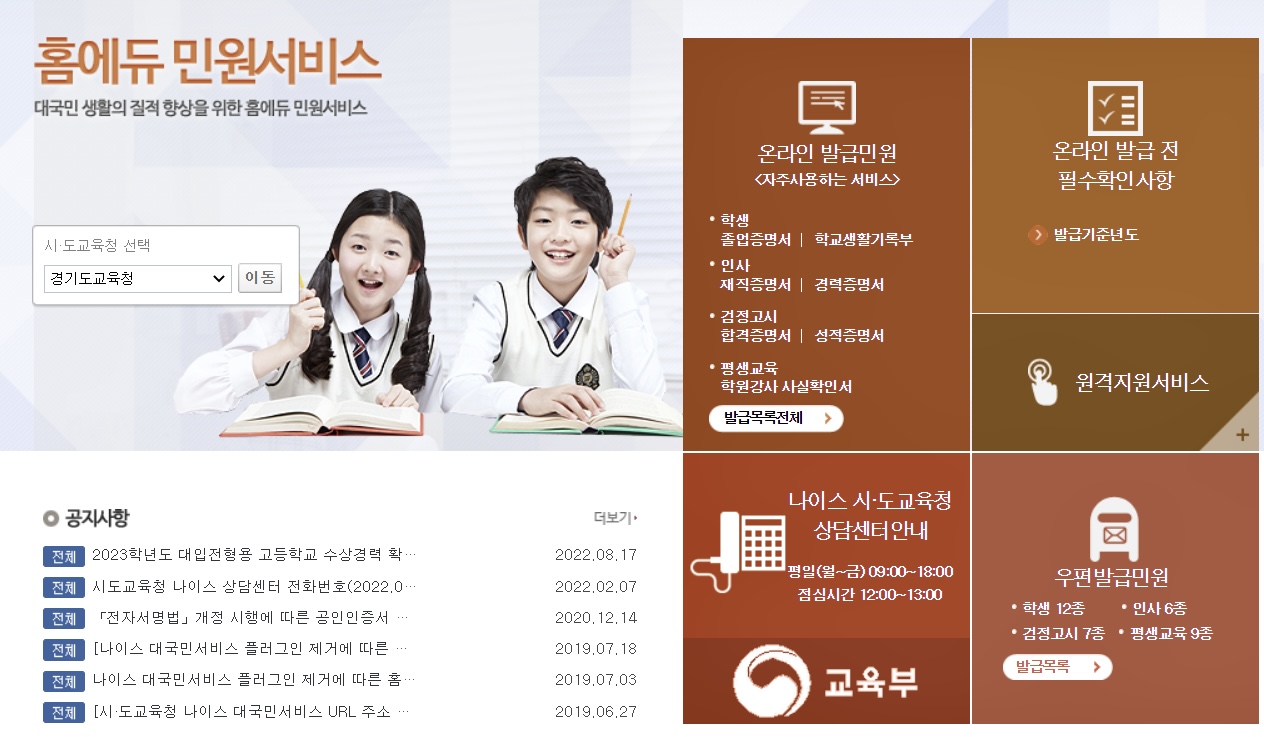 홈에듀 민원서비스
대국민 생활의 질적 향상을 위한 홈에듀 민원서비스
시·도교육청 선택
경기도교육청
이동
온라인 발급민원
<자주사용하는 서비스>
• 학생
졸업증명서 | 학교생활기록부
• 인사
재직증명서 | 경력증명서
• 검정고시
합격증명서 | 성적증명서
• 평생교육
학원강사 사실확인서
발급목록전체
온라인 발급 전
필수확인사항
발급기준년도
원격지원서비스
공지사항
더보기
전체 2023학년도 대입전형용 고등학교 수상경력 확… 2022.08.17
전체 시도교육청 나이스 상담센터 전화번호(2022.0… 2022.02.07
전체 「전자서명법」 개정 시행에 따른 공인인증서 … 2020.12.14
전체 [나이스 대국민서비스 플러그인 제거에 따른 … 2019.07.18
전체 나이스 대국민서비스 플러그인 제거에 따른 홈… 2019.07.03
전체 [시·도교육청 나이스 대국민서비스 URL 주소 … 2019.06.27
나이스 시·도교육청
상담센터안내
평일(월~금) 09:00~18:00
점심시간 12:00~13:00
교육부
우편발급민원
• 학생 12종 • 인사 6종
• 검정고시 7종 • 평생교육 9종
발급목록